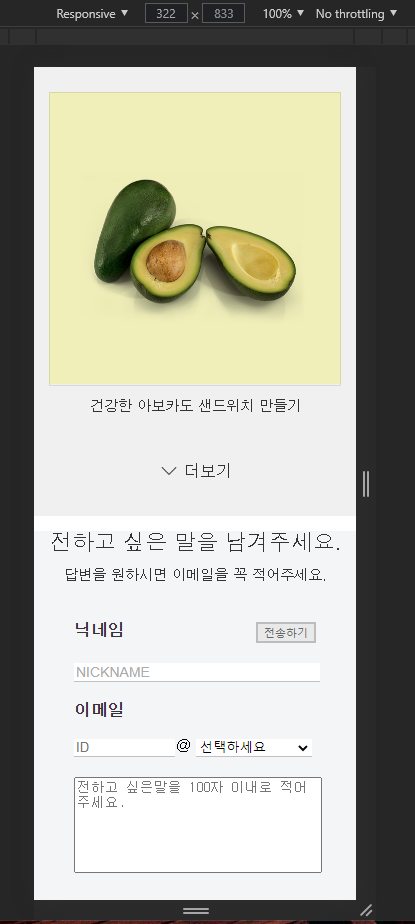 Responsive ▼ 322 × 833 100% ▼ No throttling ▼
건강한 아보카도 샌드위치 만들기
더보기
전하고 싶은 말을 남겨주세요.
답변을 원하시면 이메일을 꼭 적어주세요.
닉네임 전송하기
NICKNAME
이메일
ID @ 선택하세요
전하고 싶은말을 100자 이내로 적어
주세요.